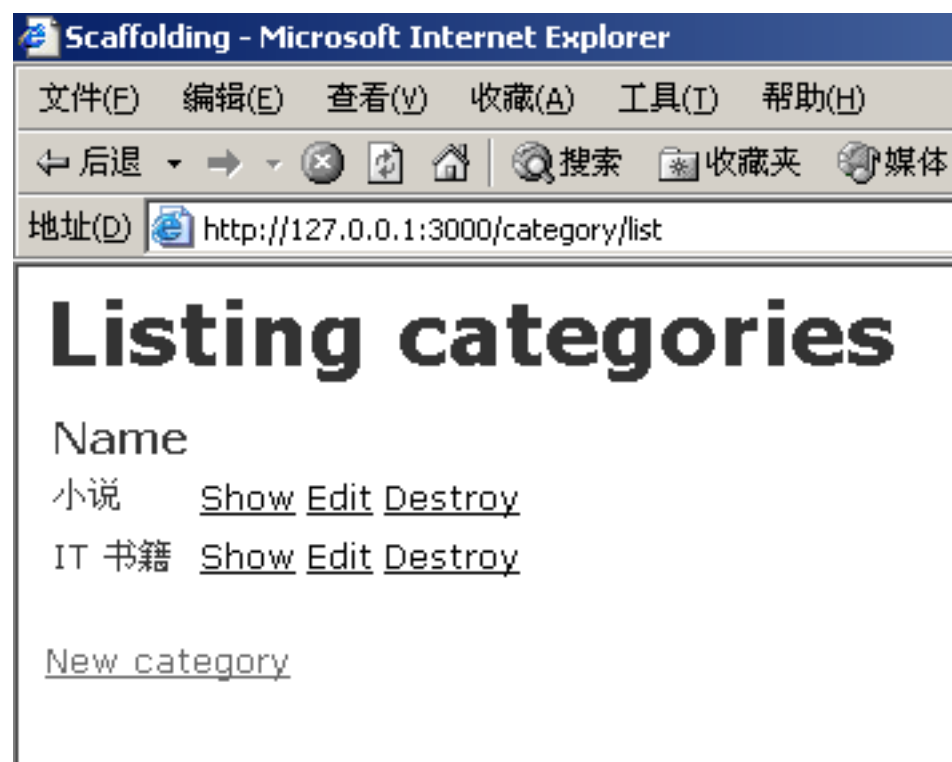 Scaffolding - Microsoft Internet Explorer
文件(F) 编辑(E) 查看(V) 收藏(A) 工具(T) 帮助(H)
后退 搜索 收藏夹 媒体
地址(D) http://127.0.0.1:3000/category/list
Listing categories
Name
小说 Show Edit Destroy
IT 书籍 Show Edit Destroy
New category